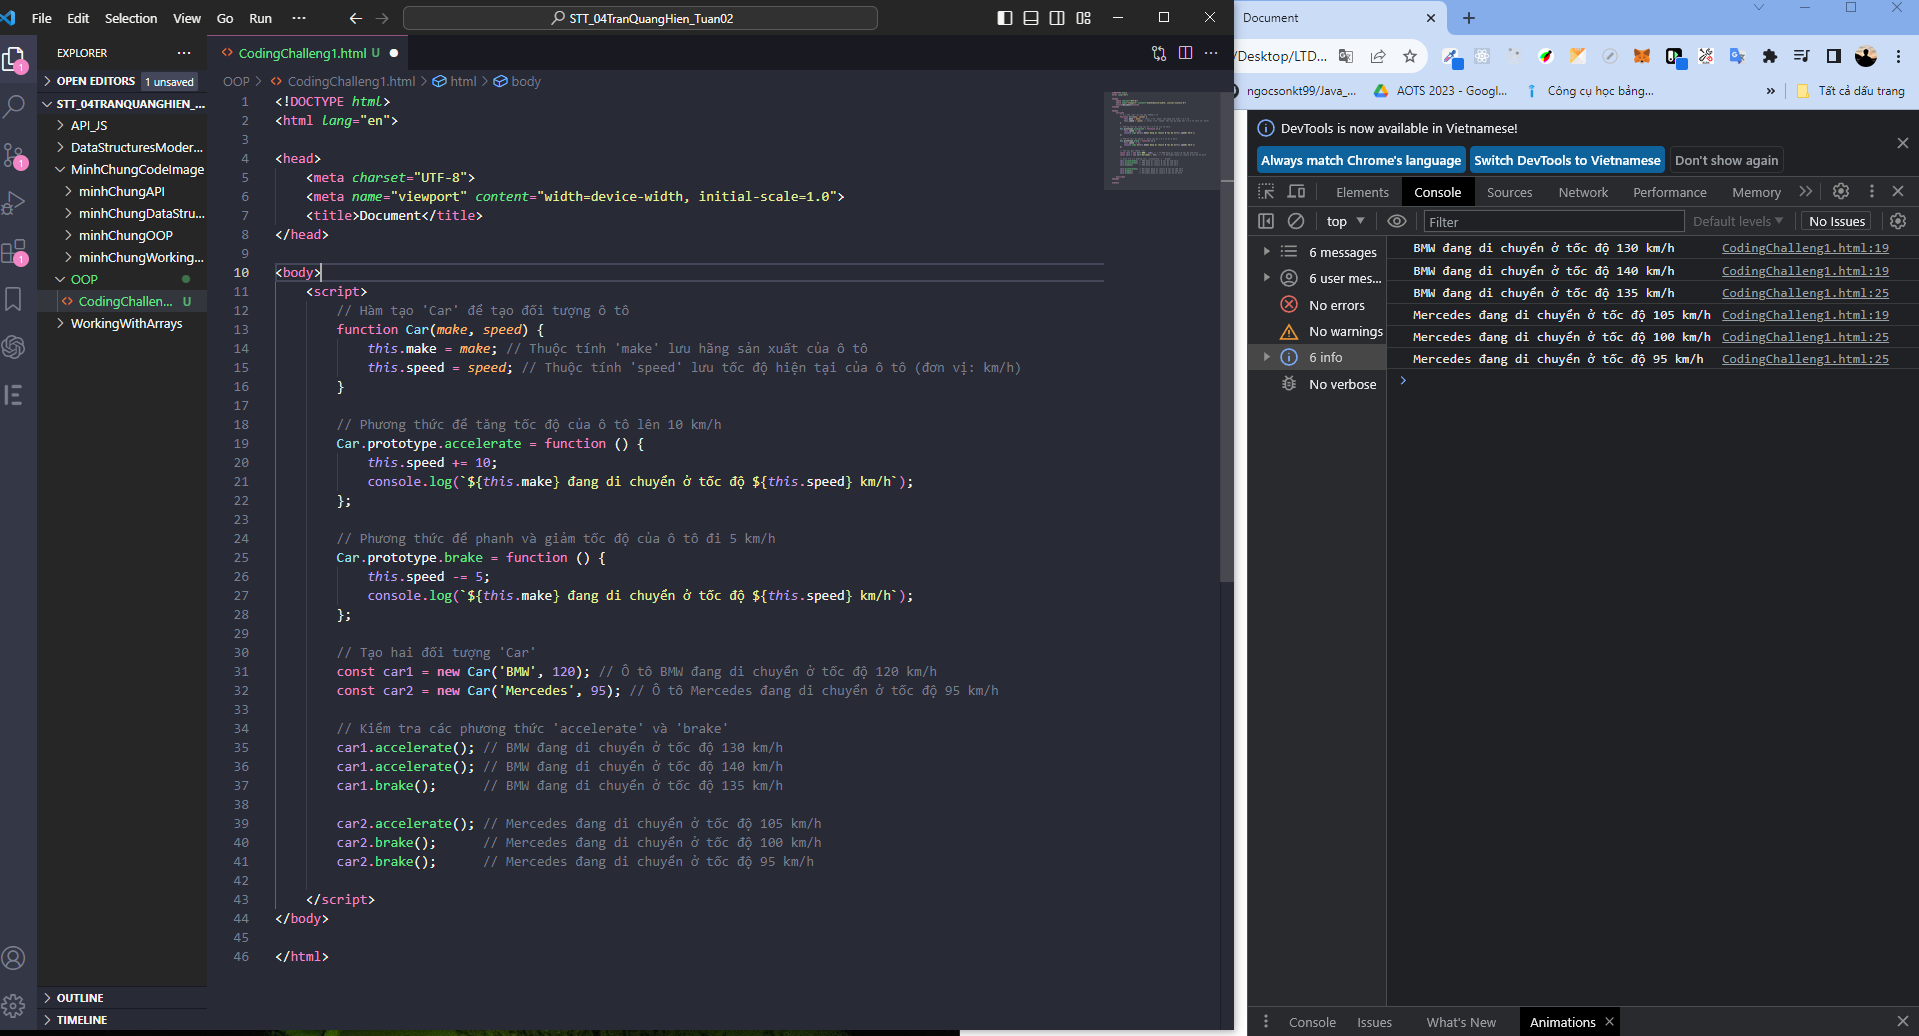 File Edit Selection View Go Run ··· STT_04TranQuangHien_Tuan02
EXPLORER ···
OPEN EDITORS 1 unsaved
STT_04TRANQUANGHIEN_...
API_JS
DataStructuresModer...
MinhChungCodeImage
minhChungAPI
minhChungDataStru...
minhChungOOP
minhChungWorking...
OOP
CodingChallen... U
WorkingWithArrays
OUTLINE
TIMELINE
CodingChalleng1.html U
OOP > CodingChalleng1.html > html > body
1 <!DOCTYPE html>
2 <html lang="en">
3
4 <head>
5 <meta charset="UTF-8">
6 <meta name="viewport" content="width=device-width, initial-scale=1.0">
7 <title>Document</title>
8 </head>
9
10 <body>
11 <script>
12 // Hàm tạo 'Car' để tạo đối tượng ô tô
13 function Car(make, speed) {
14 this.make = make; // Thuộc tính 'make' lưu hãng sản xuất của ô tô
15 this.speed = speed; // Thuộc tính 'speed' lưu tốc độ hiện tại của ô tô (đơn vị: km/h)
16 }
17
18 // Phương thức để tăng tốc độ của ô tô lên 10 km/h
19 Car.prototype.accelerate = function () {
20 this.speed += 10;
21 console.log(`${this.make} đang di chuyển ở tốc độ ${this.speed} km/h`);
22 };
23
24 // Phương thức để phanh và giảm tốc độ của ô tô đi 5 km/h
25 Car.prototype.brake = function () {
26 this.speed -= 5;
27 console.log(`${this.make} đang di chuyển ở tốc độ ${this.speed} km/h`);
28 };
29
30 // Tạo hai đối tượng 'Car'
31 const car1 = new Car('BMW', 120); // Ô tô BMW đang di chuyển ở tốc độ 120 km/h
32 const car2 = new Car('Mercedes', 95); // Ô tô Mercedes đang di chuyển ở tốc độ 95 km/h
33
34 // Kiểm tra các phương thức 'accelerate' và 'brake'
35 car1.accelerate(); // BMW đang di chuyển ở tốc độ 130 km/h
36 car1.accelerate(); // BMW đang di chuyển ở tốc độ 140 km/h
37 car1.brake(); // BMW đang di chuyển ở tốc độ 135 km/h
38
39 car2.accelerate(); // Mercedes đang di chuyển ở tốc độ 105 km/h
40 car2.brake(); // Mercedes đang di chuyển ở tốc độ 100 km/h
41 car2.brake(); // Mercedes đang di chuyển ở tốc độ 95 km/h
42
43 </script>
44 </body>
45
46 </html>
Document
/Desktop/LTD...
ngocsonkt99/Java_... AOTS 2023 - Googl... Công cụ học bảng... » Tất cả dấu trang
DevTools is now available in Vietnamese!
Always match Chrome's language Switch DevTools to Vietnamese Don't show again
Elements Console Sources Network Performance Memory
top Filter Default levels No Issues
6 messages
6 user mes...
No errors
No warnings
6 info
No verbose
BMW đang di chuyển ở tốc độ 130 km/h CodingChalleng1.html:19
BMW đang di chuyển ở tốc độ 140 km/h CodingChalleng1.html:19
BMW đang di chuyển ở tốc độ 135 km/h CodingChalleng1.html:25
Mercedes đang di chuyển ở tốc độ 105 km/h CodingChalleng1.html:19
Mercedes đang di chuyển ở tốc độ 100 km/h CodingChalleng1.html:25
Mercedes đang di chuyển ở tốc độ 95 km/h CodingChalleng1.html:25
Console Issues What's New Animations